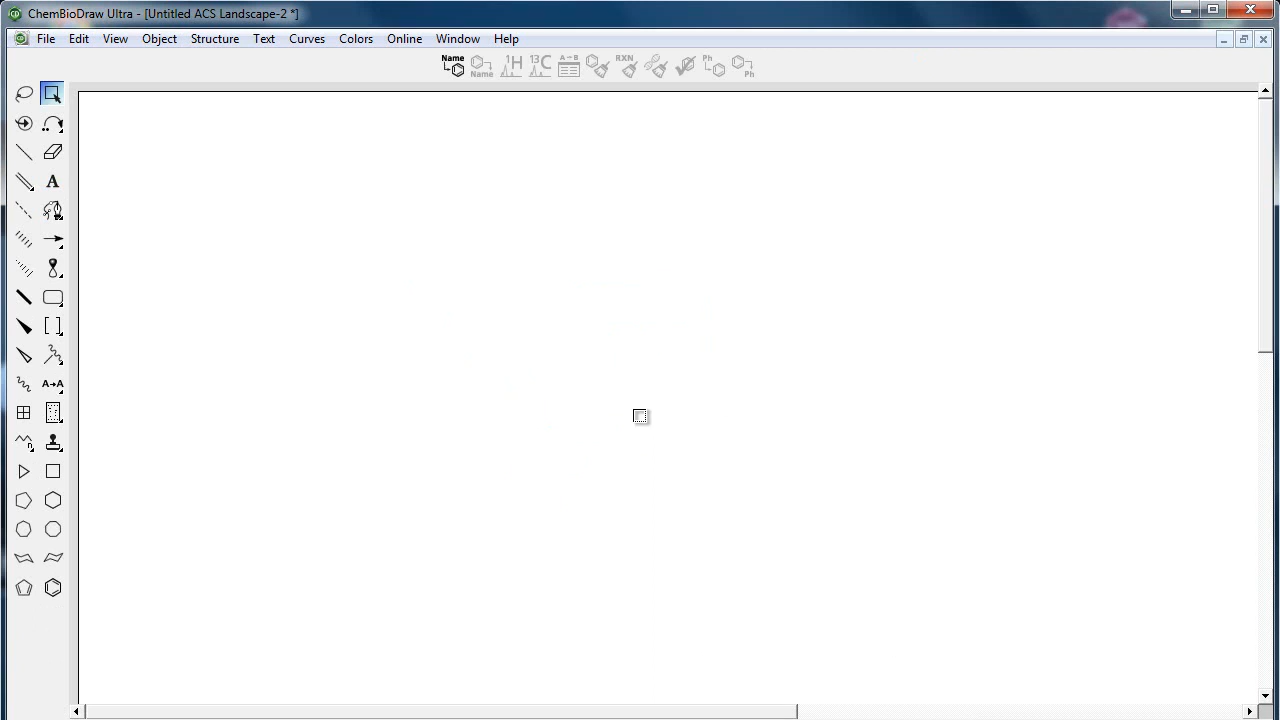 ChemBioDraw Ultra - [Untitled ACS Landscape-2 *]
File Edit View Object Structure Text Curves Colors Online Window Help
Name 1H 13C A→B RXN Ph
Name Ph
A
A→A
n